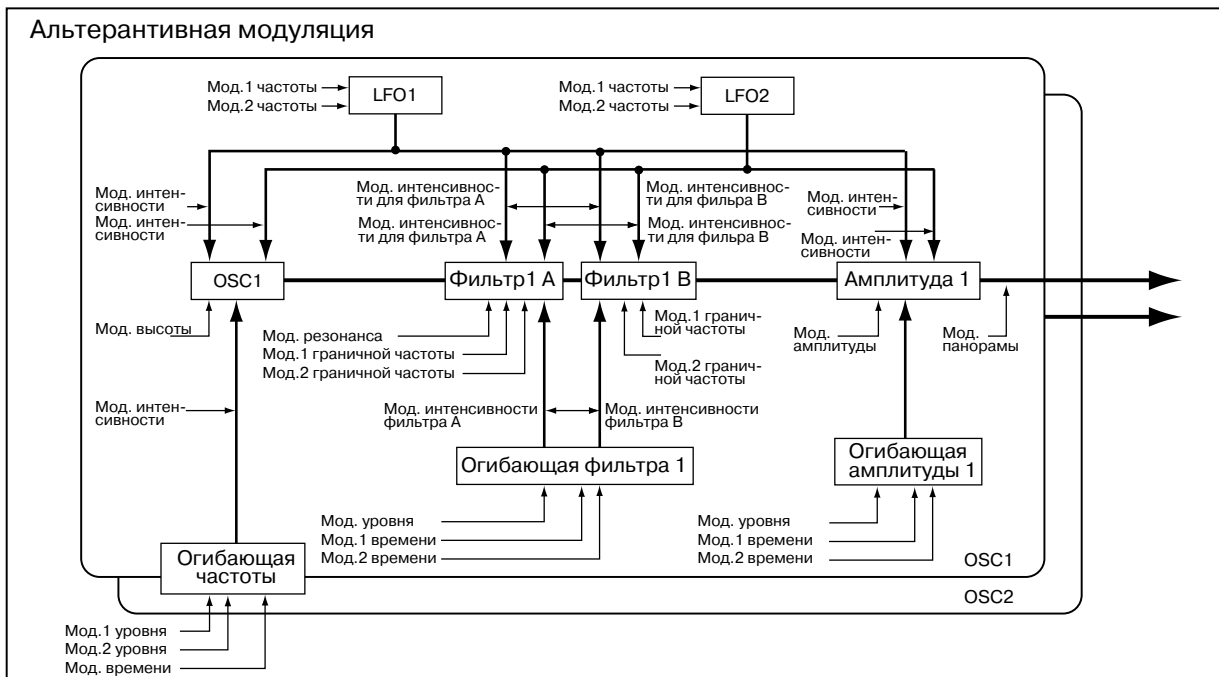 Альтерантивная модуляция
Мод.1 частоты
Мод.2 частоты
LFO1
Мод.1 частоты
Мод.2 частоты
LFO2
Мод. интен-
сивности
Мод. интен-
сивности
Мод. интенсивнос-
ти для фильтра A
Мод. интенсивнос-
ти для фильтра A
Мод. интенсивнос-
ти для фильра B
Мод. интенсивнос-
ти для фильра B
Мод. интен-
сивности
Мод. интен-
сивности
OSC1
Фильтр1 A
Фильтр1 B
Амплитуда 1
Мод. высоты
Мод. резонанса
Мод.1 граничной частоты
Мод.2 граничной частоты
Мод.1 гранич-
ной частоты
Мод.2 гранич-
ной частоты
Мод.
амплитуды
Мод.
панорамы
Мод. интен-
сивности
Мод. интенсивности
фильтра A
Мод. интенсивности
фильтра B
Огибающая фильтра 1
Огибающая
амплитуды 1
Мод. уровня
Мод.1 времени
Мод.2 времени
Мод. уровня
Мод.1 времени
Мод.2 времени
Огибающая
частоты
OSC1
OSC2
Мод.1 уровня
Мод.2 уровня
Мод. времени